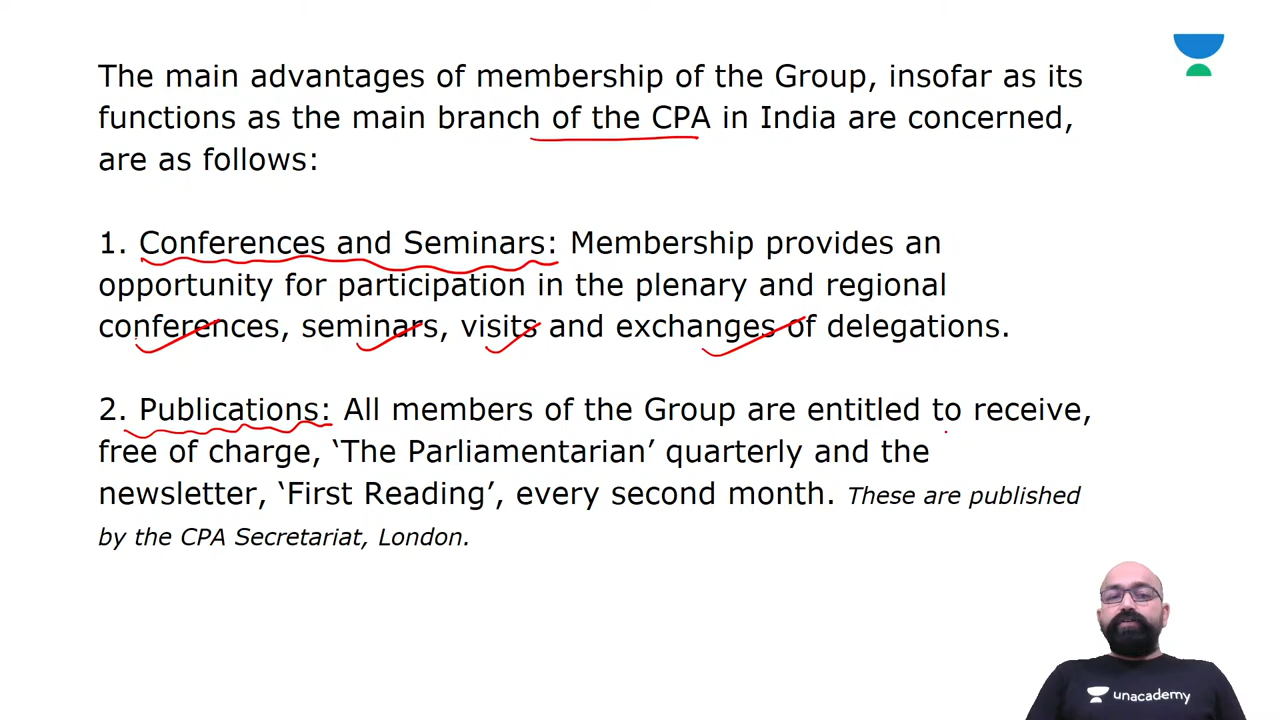 The main advantages of membership of the Group, insofar as its
functions as the main branch of the CPA in India are concerned,
are as follows:
1. Conferences and Seminars: Membership provides an
opportunity for participation in the plenary and regional
conferences, seminars, visits and exchanges of delegations.
2. Publications: All members of the Group are entitled to receive,
free of charge, ‘The Parliamentarian’ quarterly and the
newsletter, ‘First Reading’, every second month. These are published
by the CPA Secretariat, London.
unacademy